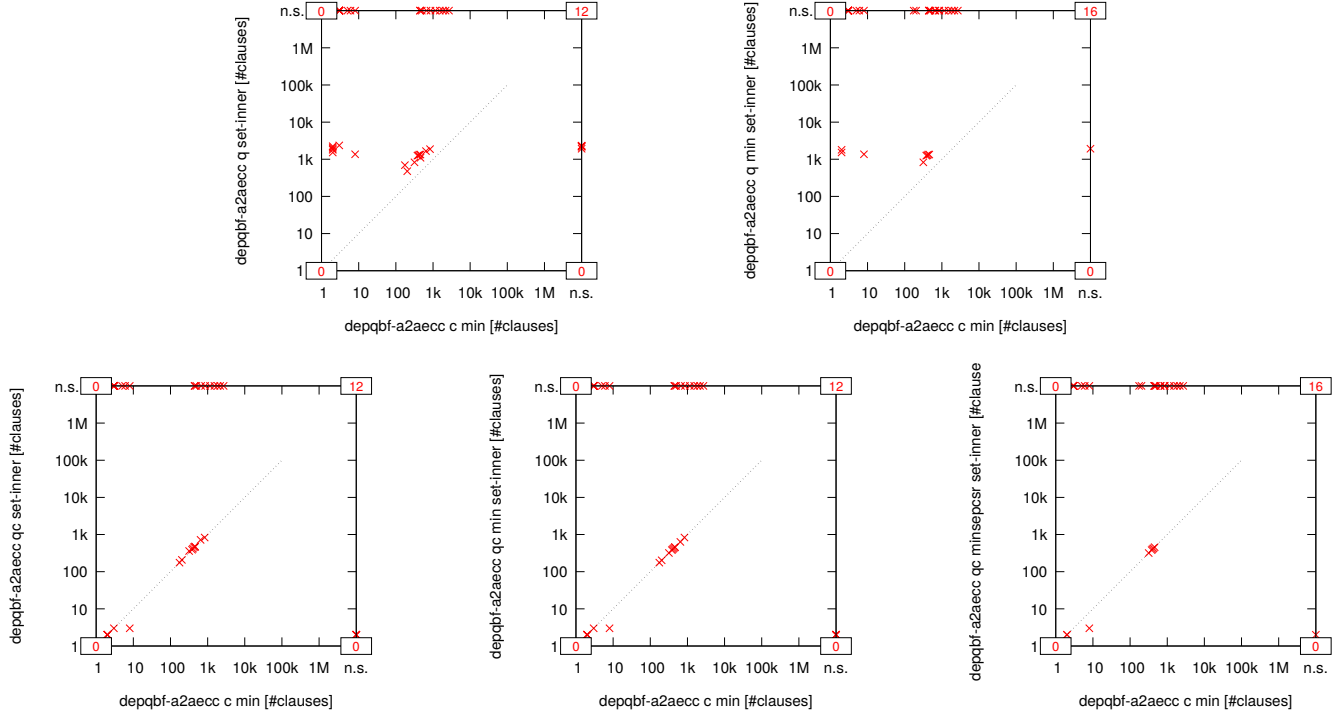 n.s.
0
12
1M
100k
10k
1k
100
10
1
0
0
1 10 100 1k 10k 100k 1M n.s.
depqbf-a2aecc q set-inner [#clauses]
depqbf-a2aecc c min [#clauses]
n.s.
0
16
1M
100k
10k
1k
100
10
1
0
0
1 10 100 1k 10k 100k 1M n.s.
depqbf-a2aecc q min set-inner [#clauses]
depqbf-a2aecc c min [#clauses]
n.s.
0
12
1M
100k
10k
1k
100
10
1
0
0
1 10 100 1k 10k 100k 1M n.s.
depqbf-a2aecc qc set-inner [#clauses]
depqbf-a2aecc c min [#clauses]
n.s.
0
12
1M
100k
10k
1k
100
10
1
0
0
1 10 100 1k 10k 100k 1M n.s.
depqbf-a2aecc qc min set-inner [#clauses]
depqbf-a2aecc c min [#clauses]
n.s.
0
16
1M
100k
10k
1k
100
10
1
0
0
1 10 100 1k 10k 100k 1M n.s.
depqbf-a2aecc qc minsepcsr set-inner [#clause
depqbf-a2aecc c min [#clauses]